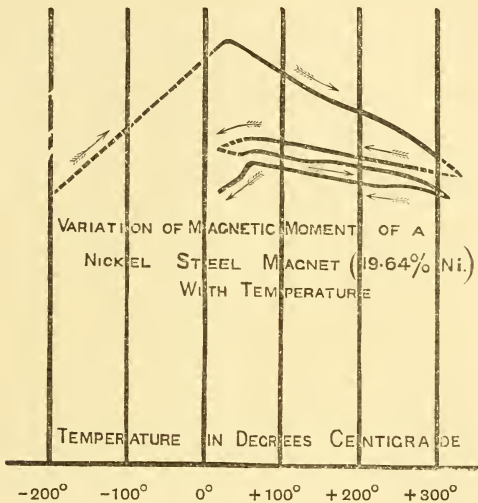 VARIATION OF MAGNETIC MOMENT OF A
NICKEL STEEL MAGNET (19.64% Ni.)
WITH TEMPERATURE
TEMPERATURE IN DEGREES CENTIGRADE
-200° -100° 0° +100° +200° +300°